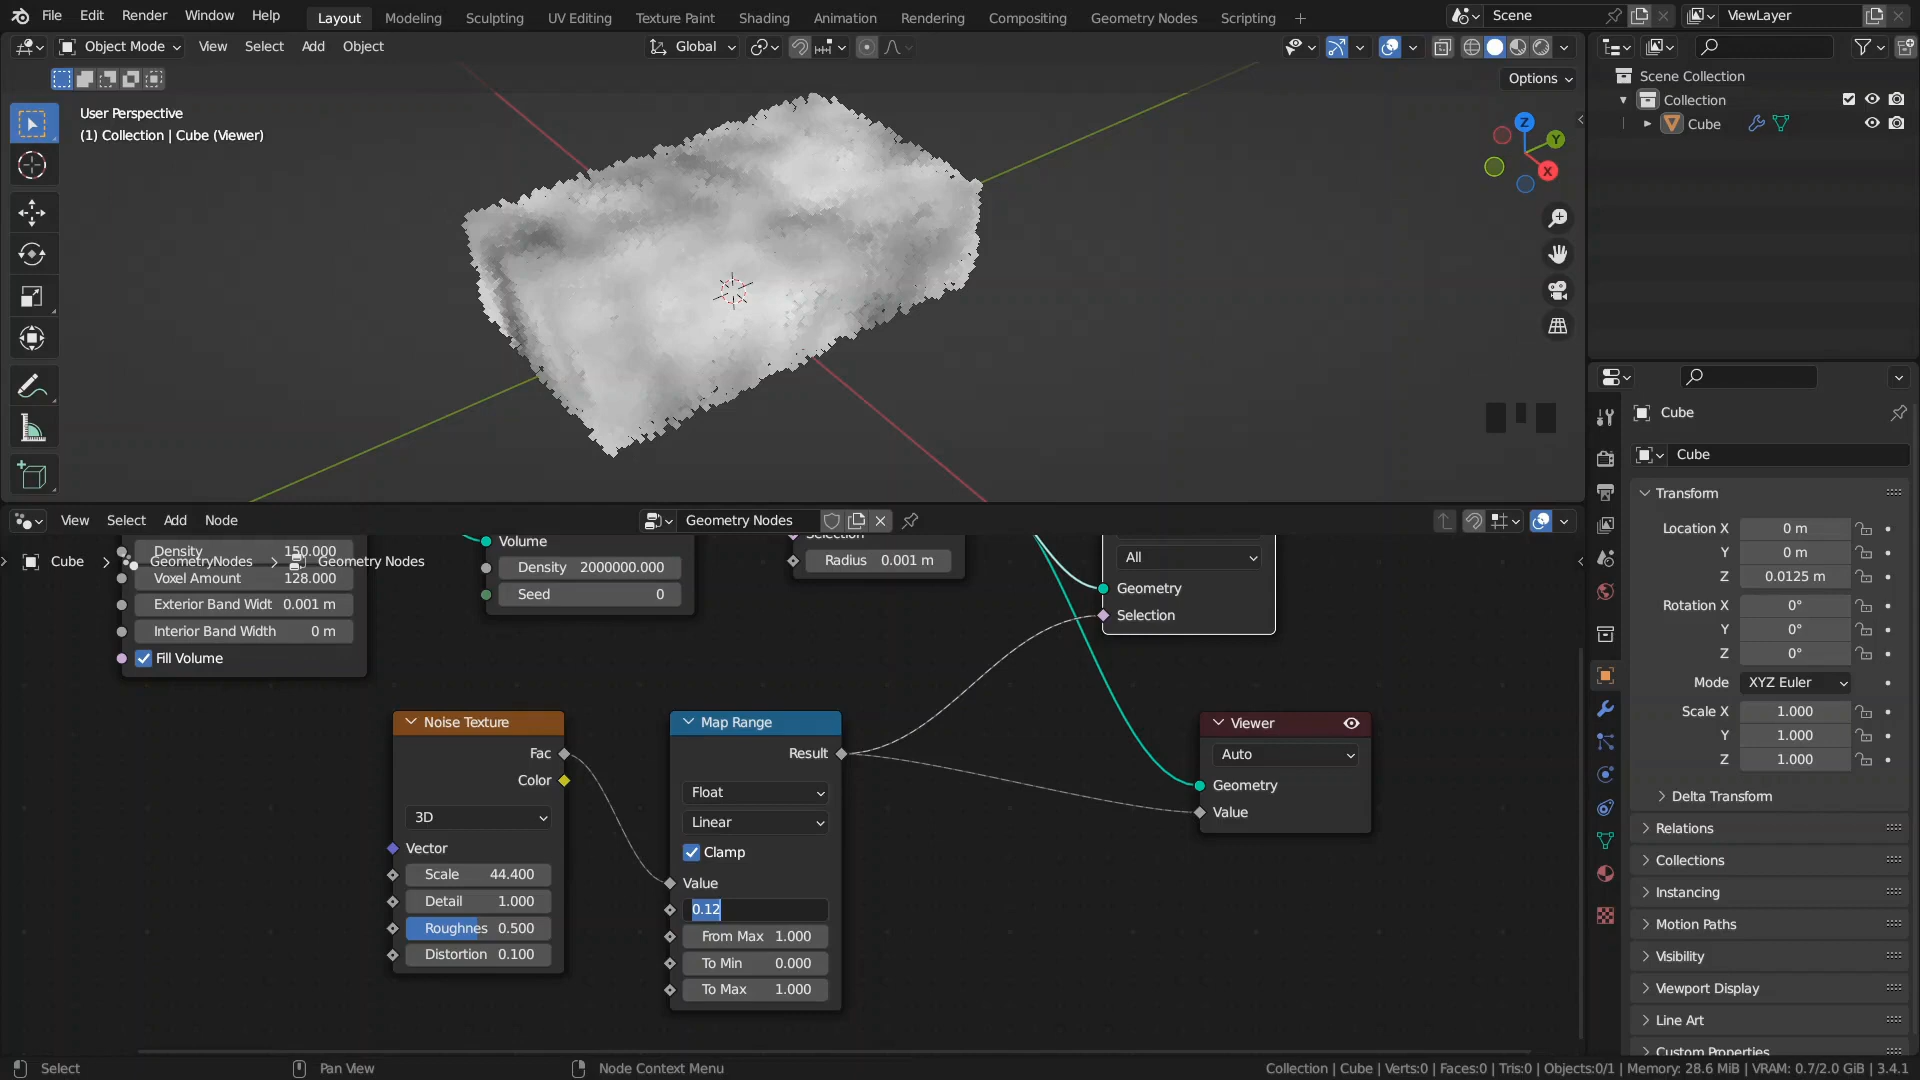 File Edit Render Window Help Layout Modeling Sculpting UV Editing Texture Paint Shading Animation Rendering Compositing Geometry Nodes Scripting + Scene ViewLayer
Object Mode View Select Add Object Global
Options
User Perspective
(1) Collection | Cube (Viewer)
Z
Y
X
Scene Collection
Collection
Cube
Cube
Cube
Transform
Location X 0 m
Y 0 m
Z 0.0125 m
Rotation X 0°
Y 0°
Z 0°
Mode XYZ Euler
Scale X 1.000
Y 1.000
Z 1.000
Delta Transform
Relations
Collections
Instancing
Motion Paths
Visibility
Viewport Display
Line Art
Custom Properties
View Select Add Node Geometry Nodes
Cube GeometryNodes Geometry Nodes
Density 150.000
Voxel Amount 128.000
Exterior Band Widt 0.001 m
Interior Band Width 0 m
Fill Volume
Volume
Density 2000000.000
Seed 0
Selection
Radius 0.001 m
All
Geometry
Selection
Noise Texture
Fac
Color
3D
Vector
Scale 44.400
Detail 1.000
Roughnes 0.500
Distortion 0.100
Map Range
Result
Float
Linear
Clamp
Value
0.12
From Max 1.000
To Min 0.000
To Max 1.000
Viewer
Auto
Geometry
Value
Select Pan View Node Context Menu Collection | Cube | Verts:0 | Faces:0 | Tris:0 | Objects:0/1 | Memory: 28.6 MiB | VRAM: 0.7/2.0 GiB | 3.4.1